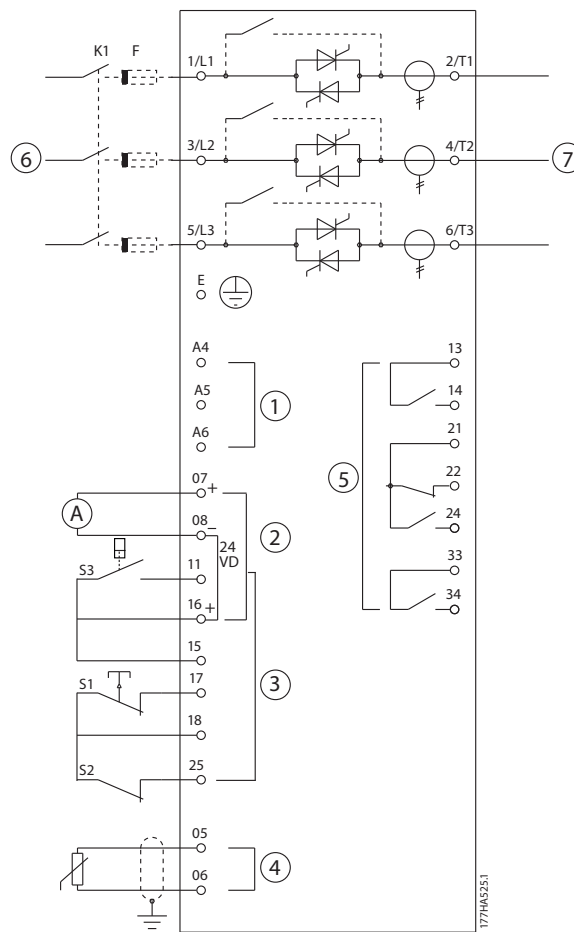 K1 F 1/L1 2/T1
6 3/L2 4/T2 7
5/L3 6/T3
E
A4 13
A5 1 14
A6 21
07 + 5 22
A 08 – 2 24
24
VD
S3 11 33
16 + 34
15
3
S1 17
18
S2 25
05
4
06
177HA525.1